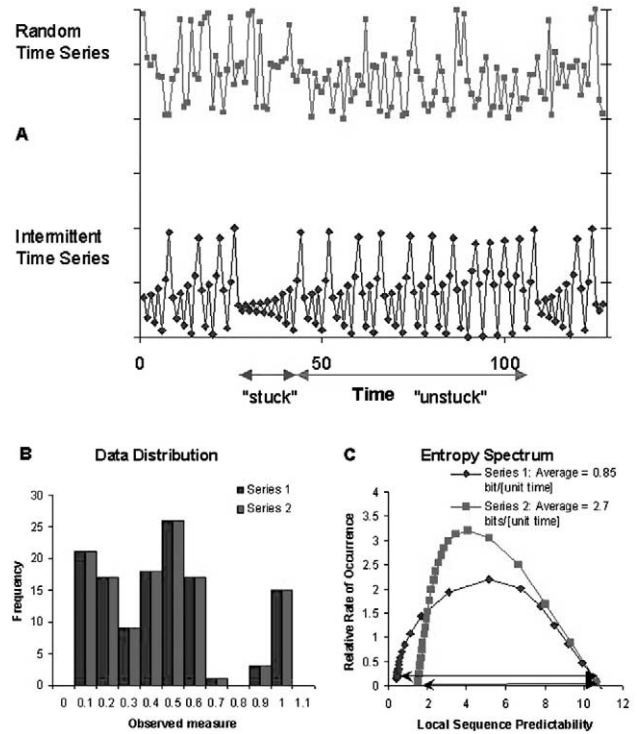 Random
Time Series
A
Intermittent
Time Series
0
50
100
"stuck"
Time
"unstuck"
B
Data Distribution
Series 1
Series 2
Frequency
30
25
20
15
10
5
0
0 0.1 0.2 0.3 0.4 0.5 0.6 0.7 0.8 0.9 1 1.1
Observed measure
C
Entropy Spectrum
Series 1: Average = 0.85
bit/[unit time]
Series 2: Average = 2.7
bits/[unit time]
Relative Rate of Occurrence
4
3.5
3
2.5
2
1.5
1
0.5
0
0 2 4 6 8 10 12
Local Sequence Predictability